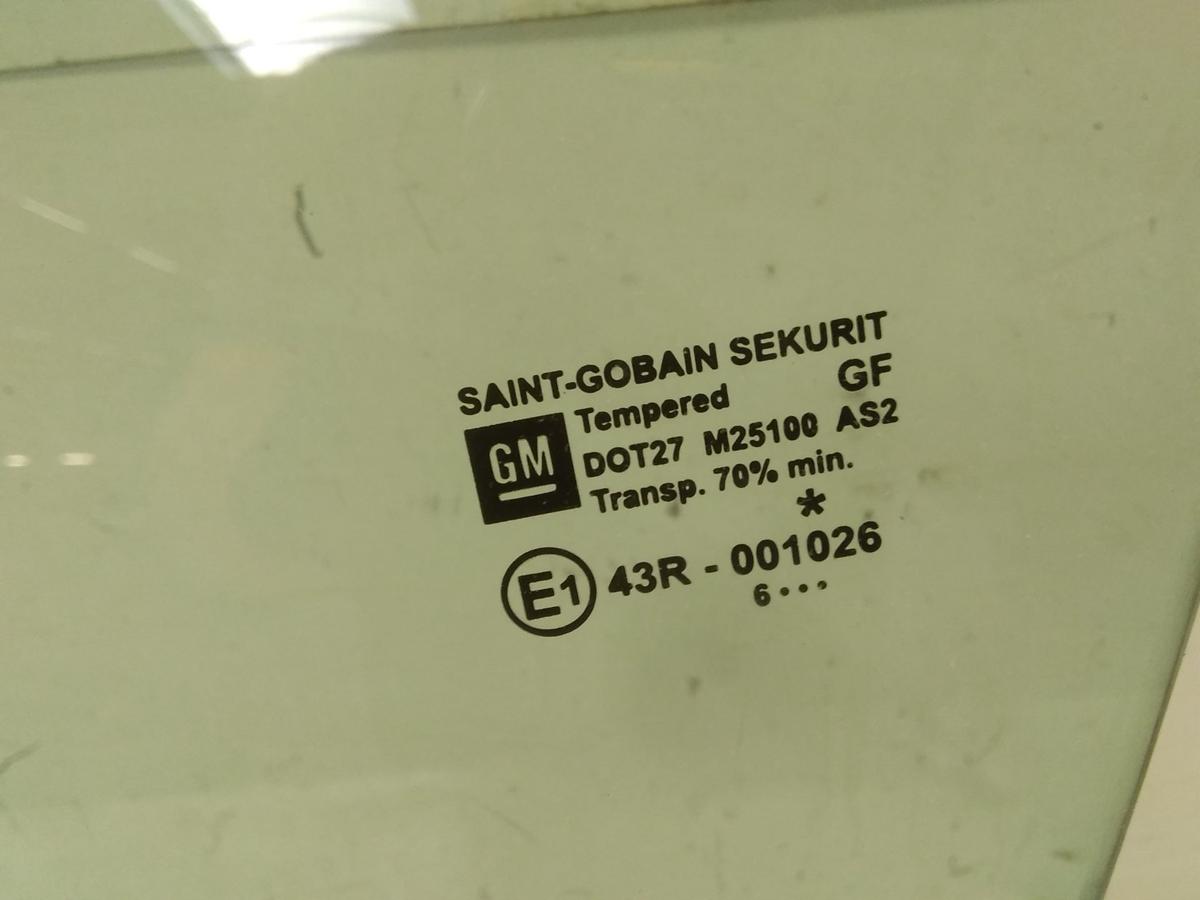 SAINT-GOBAIN SEKURIT
GF
GM
Tempered
DOT27 M25100 AS2
Transp. 70% min.
*
E1 43R - 001026
6...